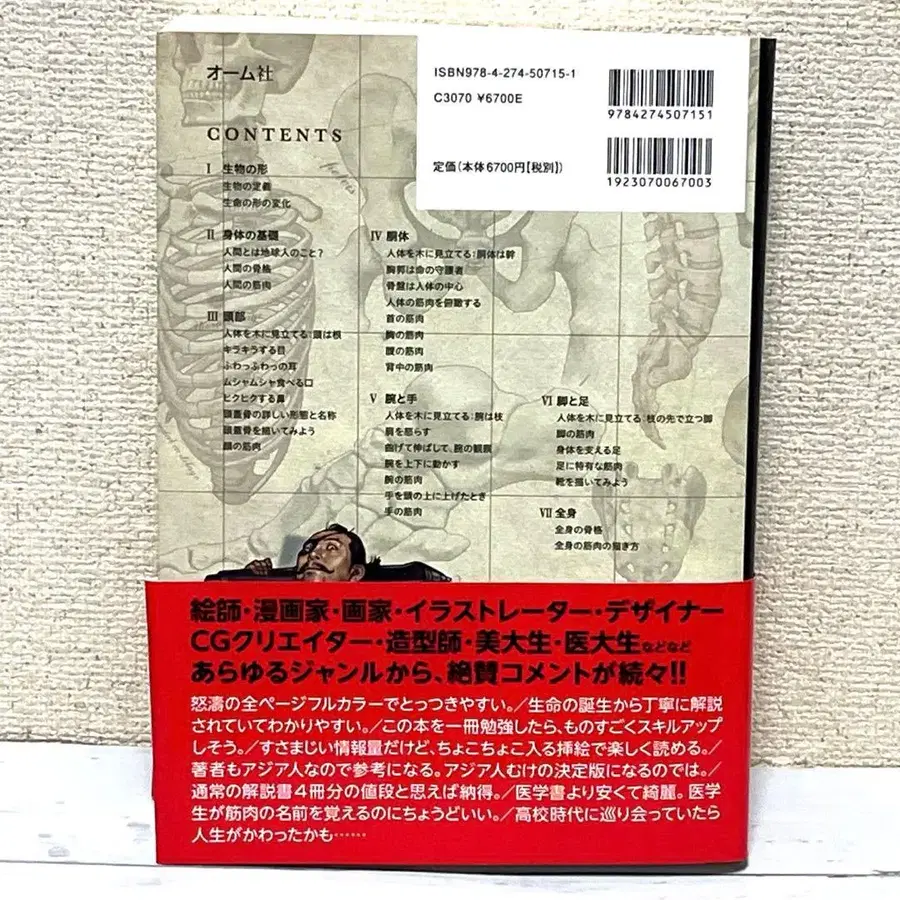 オーム社
ISBN978-4-274-50715-1
C3070 ¥6700E
9784274507151
定価(本体6700円【税別】)
1923070067003
CONTENTS
I 生物の形
生物の定義
生命の形の変化
II 身体の基礎
人間とは地球人のこと?
人間の骨格
人間の筋肉
III 頭部
人体を木に見立てる:頭は根
キラキラする目
ふわっふわっの耳
ムシャムシャ食べる口
ヒクヒクする鼻
頭蓋骨の詳しい形態と名称
頭蓋骨を描いてみよう
顔の筋肉
IV 胴体
人体を木に見立てる:胴体は幹
胸郭は命の守護者
骨盤は人体の中心
人体の筋肉を俯瞰する
首の筋肉
胸の筋肉
腹の筋肉
背中の筋肉
V 腕と手
人体を木に見立てる:腕は枝
肩を怒らす
曲げて伸ばして、腕の観察
腕を上下に動かす
腕の筋肉
手を頭の上に上げたとき
手の筋肉
VI 脚と足
人体を木に見立てる:枝の先で立つ脚
脚の筋肉
身体を支える足
足に特有な筋肉
靴を描いてみよう
VII 全身
全身の骨格
全身の筋肉の描き方
絵師・漫画家・画家・イラストレーター・デザイナー
CGクリエイター・造型師・美大生・医大生などなど
あらゆるジャンルから、絶賛コメントが続々!!
怒濤の全ページフルカラーでとっつきやすい。/生命の誕生から丁寧に解説
されていてわかりやすい。/この本を一冊勉強したら、ものすごくスキルアップ
しそう。/すさまじい情報量だけど、ちょこちょこ入る挿絵で楽しく読める。/
著者もアジア人なので参考になる。アジア人むけの決定版になるのでは。/
通常の解説書4冊分の値段と思えば納得。/医学書より安くて綺麗。医学
生が筋肉の名前を覚えるのにちょうどいい。/高校時代に巡り会っていたら
人生がかわったかも……